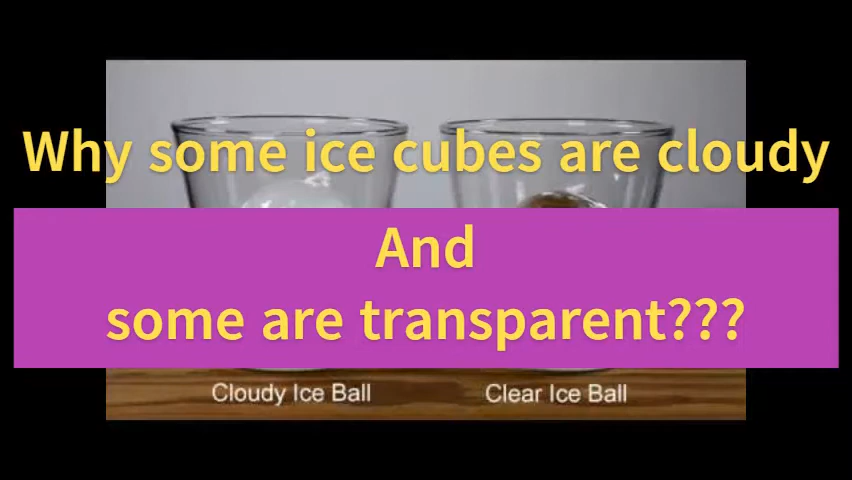 Why some ice cubes are cloudy
And
some are transparent???
Cloudy Ice Ball
Clear Ice Ball